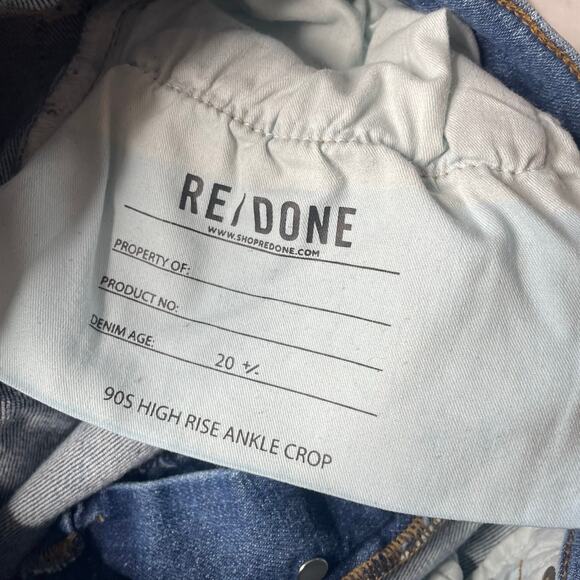 RE/DONE
WWW.SHOPREDONE.COM
PROPERTY OF:
PRODUCT NO:
DENIM AGE: 20 +/-
90S HIGH RISE ANKLE CROP